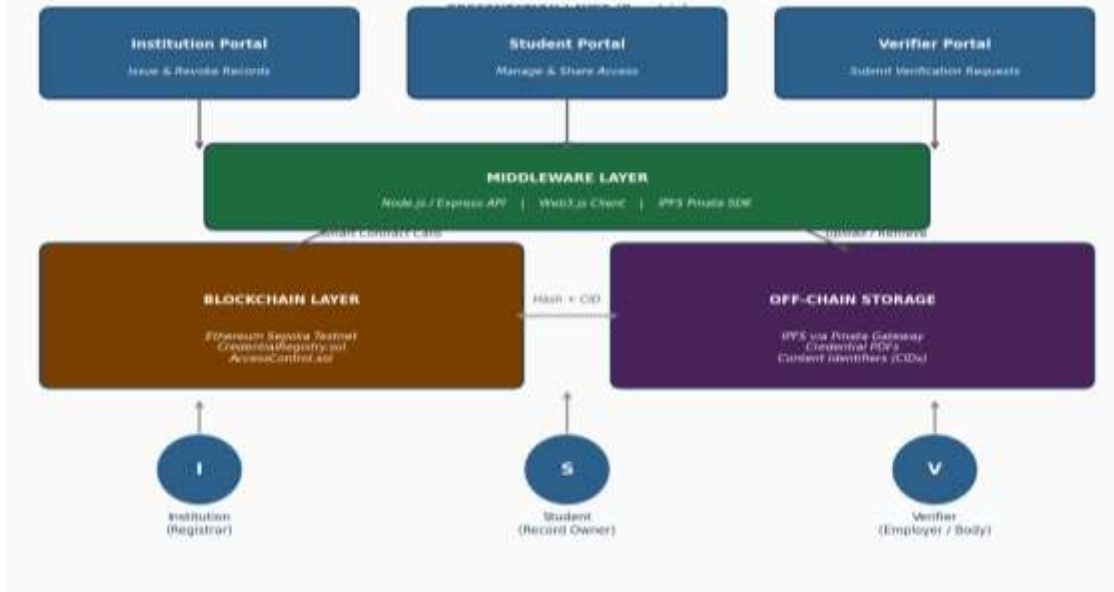 PRESENTATION LAYER
Institution Portal
Issue & Revoke Records
Student Portal
Manage & Share Access
Verifier Portal
Submit Verification Requests
MIDDLEWARE LAYER
Node.js / Express API | Web3.js Client | IPFS Pinata SDK
Smart Contract Calls
Upload / Retrieve
BLOCKCHAIN LAYER
Ethereum Sepolia Testnet
CredentialRegistry.sol
AccessControl.sol
Hash + CID
OFF-CHAIN STORAGE
IPFS via Pinata Gateway
Credential PDFs
Content Identifiers (CIDs)
I
S
V
Institution
(Registrar)
Student
(Record Owner)
Verifier
(Employer / Body)